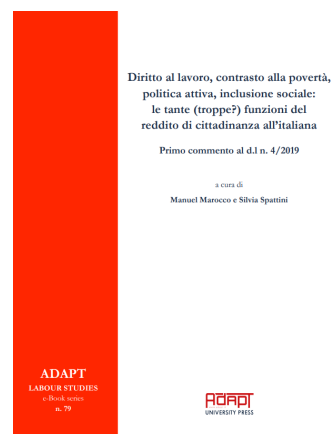 Diritto al lavoro, contrasto alla povertà,
politica attiva, inclusione sociale:
le tante (troppe?) funzioni del
reddito di cittadinanza all'italiana
Primo commento al d.l n. 4/2019
a cura di
Manuel Marocco e Silvia Spattini
ADAPT
LABOUR STUDIES
e-Book series
n. 79
ADAPT
UNIVERSITY PRESS